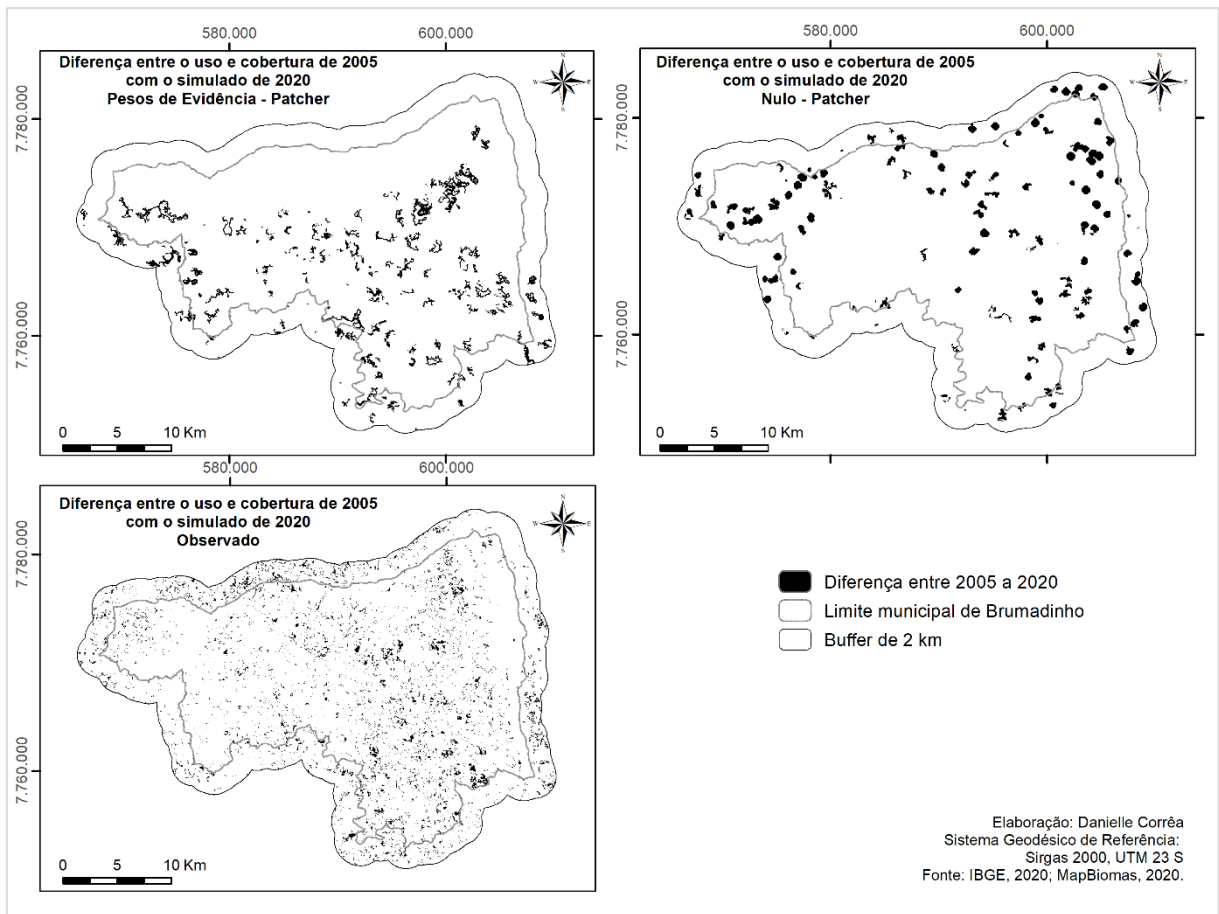 580.000
600.000
580.000
600.000
Diferença entre o uso e cobertura de 2005
com o simulado de 2020
Pesos de Evidência - Patcher
N
W
E
S
7.780.000
7.760.000
0
5
10 Km
Diferença entre o uso e cobertura de 2005
com o simulado de 2020
Nulo - Patcher
N
W
E
S
7.780.000
7.760.000
0
5
10 Km
580.000
600.000
580.000
600.000
Diferença entre o uso e cobertura de 2005
com o simulado de 2020
Observado
N
W
E
S
7.780.000
7.760.000
0
5
10 Km
Diferença entre 2005 a 2020
Limite municipal de Brumadinho
Buffer de 2 km
Elaboração: Danielle Corrêa
Sistema Geodésico de Referência:
Sirgas 2000, UTM 23 S
Fonte: IBGE, 2020; MapBiomas, 2020.